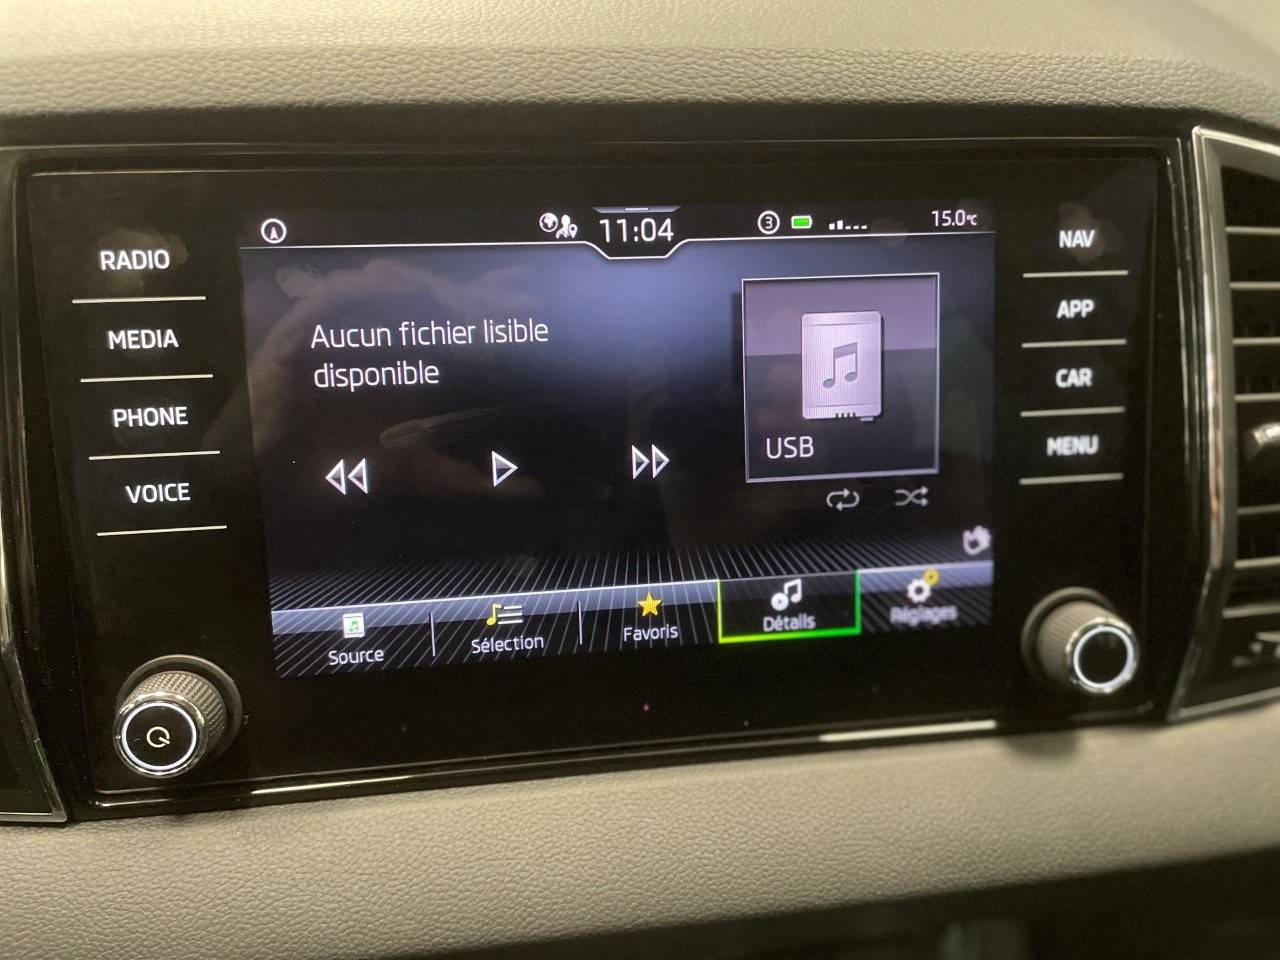 RADIO
MEDIA
PHONE
VOICE
11:04
3
15.0°C
Aucun fichier lisible
disponible
USB
Source
Sélection
Favoris
Détails
Réglages
NAV
APP
CAR
MENU